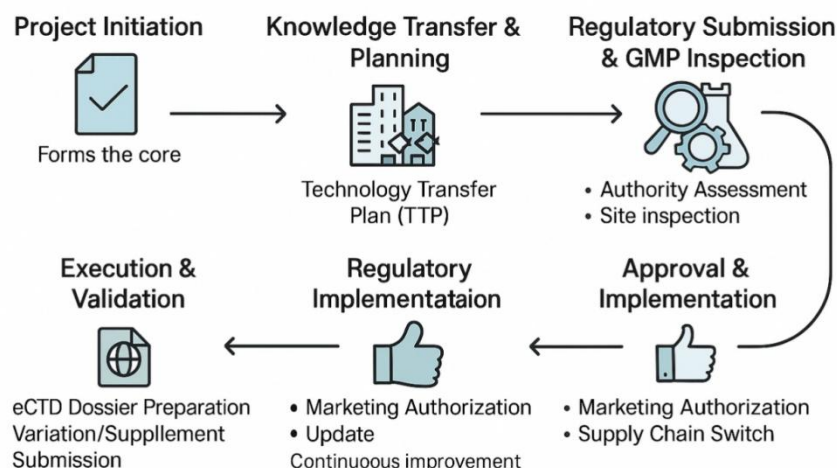 Project Initiation
Forms the core
Knowledge Transfer &
Planning
Technology Transfer
Plan (TTP)
Regulatory Submission
& GMP Inspection
• Authority Assessment
• Site inspection
Approval &
Implementation
• Marketing Authorization
• Supply Chain Switch
Regulatory
Implementataion
• Marketing Authorization
• Update
Continuous improvement
Execution &
Validation
eCTD Dossier Preparation
Variation/Suppllement
Submission